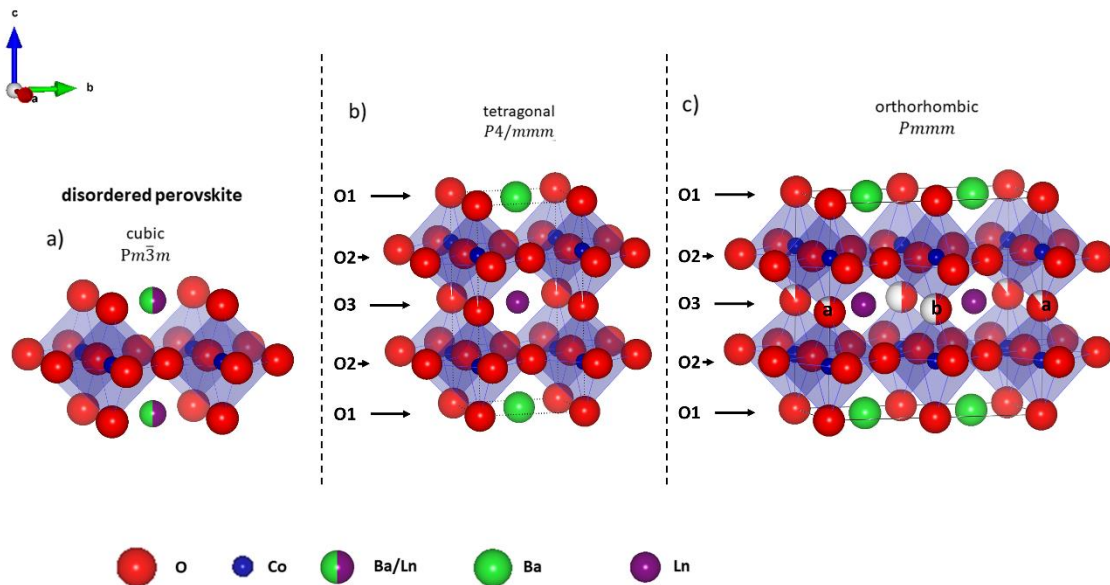 c
b
a
disordered perovskite
a)
cubic
Pm3̅m
b)
tetragonal
P4/mmm
O1
O2
O3
O2
O1
c)
orthorhombic
Pmmm
O1
O2
O3
a
b
a
O2
O1
O
Co
Ba/Ln
Ba
Ln